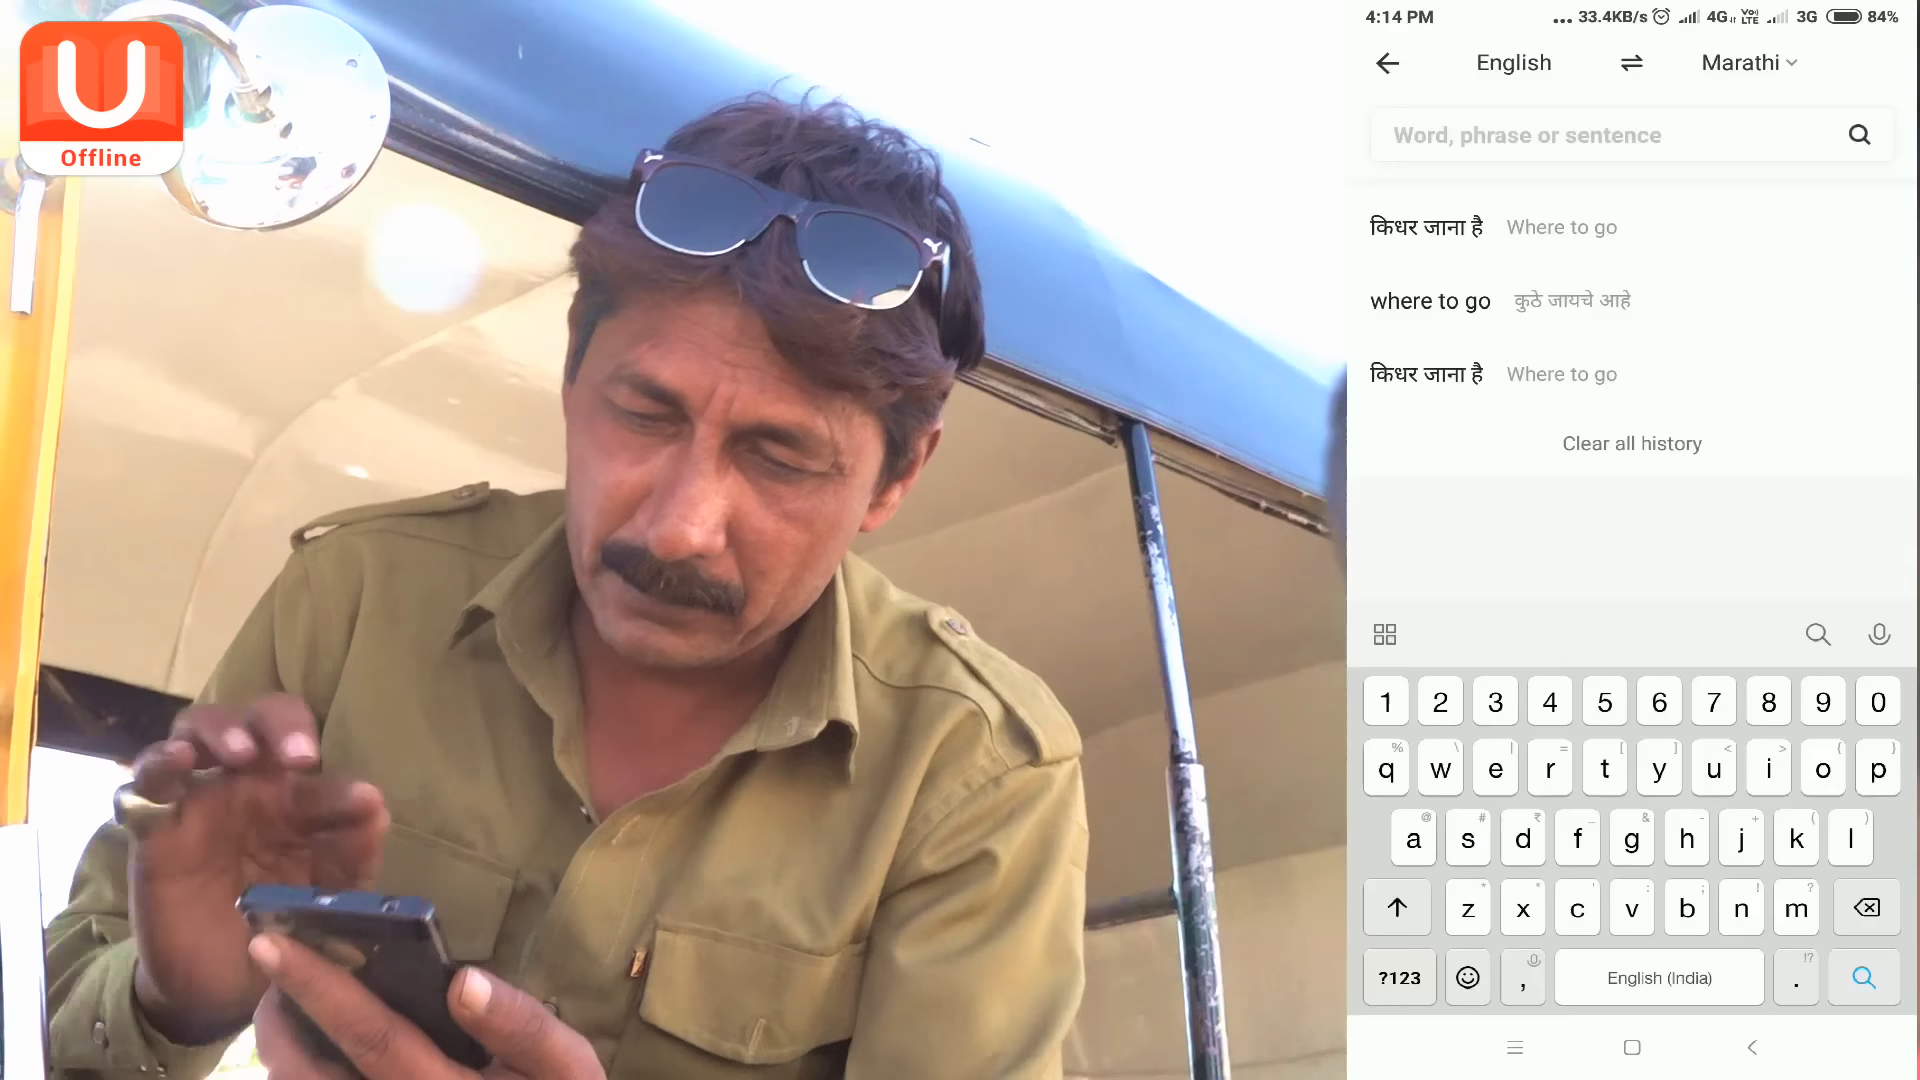 U
Offline
4:14 PM
... 33.4KB/s 4G VoLTE 3G 84%
English
Marathi
Word, phrase or sentence
किधर जाना है Where to go
where to go कुठे जायचे आहे
किधर जाना है Where to go
Clear all history
1 2 3 4 5 6 7 8 9 0
% \ | = [ ] < > { }
q w e r t y u i o p
@ # ₹ _ & - + ( )
a s d f g h j k l
* " ' : ; ! ?
z x c v b n m
!?
?123 , English (India) .